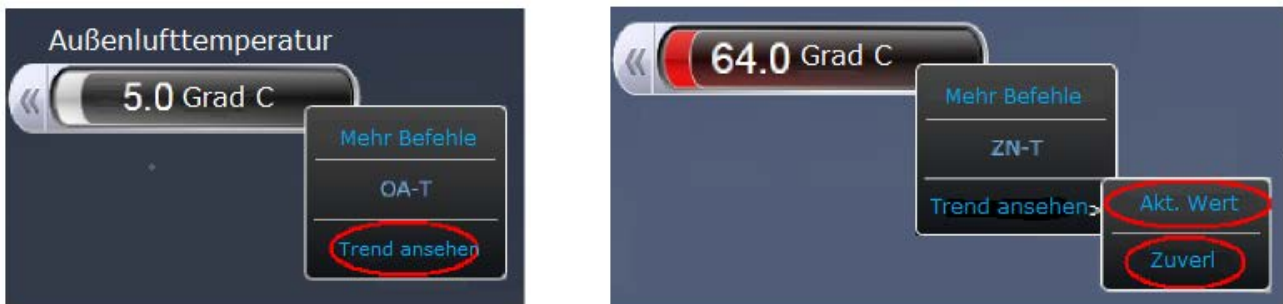 Außenlufttemperatur
5.0 Grad C
Mehr Befehle
OA-T
Trend ansehen
64.0 Grad C
Mehr Befehle
ZN-T
Trend ansehen>
Akt. Wert
Zuverl